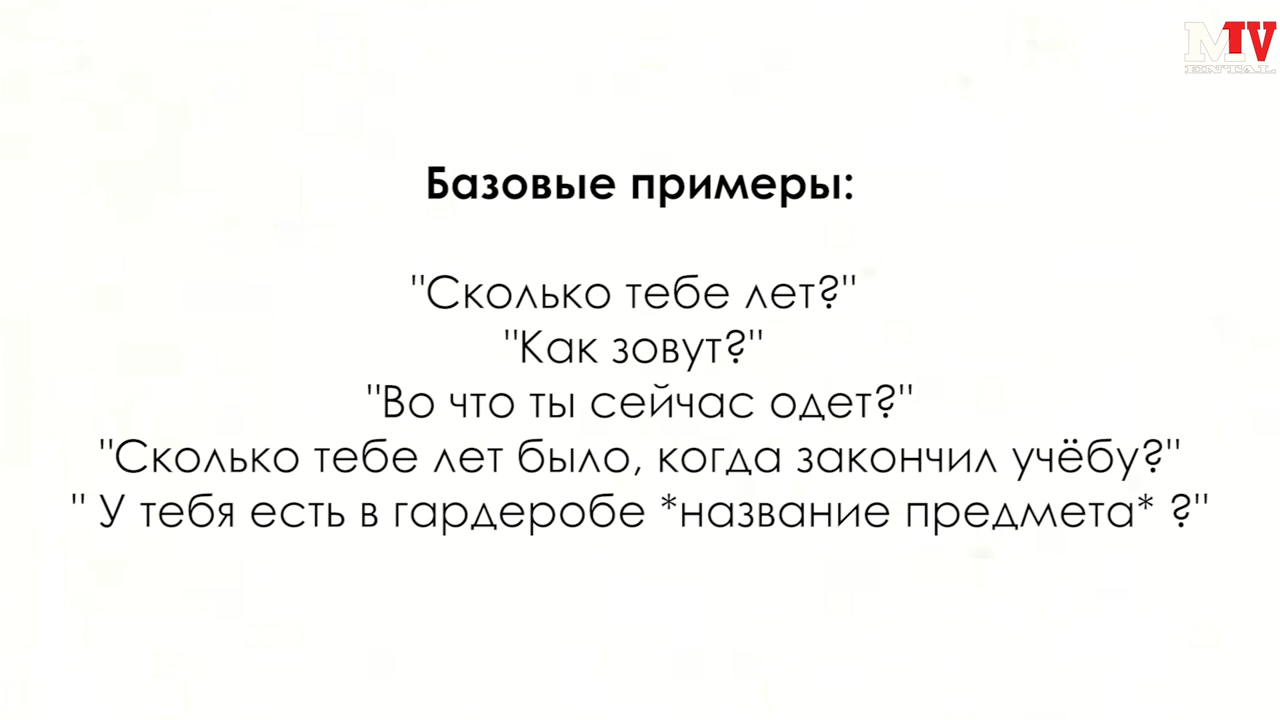 MTV
ENTAL
Базовые примеры:
"Сколько тебе лет?"
"Как зовут?"
"Во что ты сейчас одет?"
"Сколько тебе лет было, когда закончил учёбу?"
" У тебя есть в гардеробе *название предмета* ?"